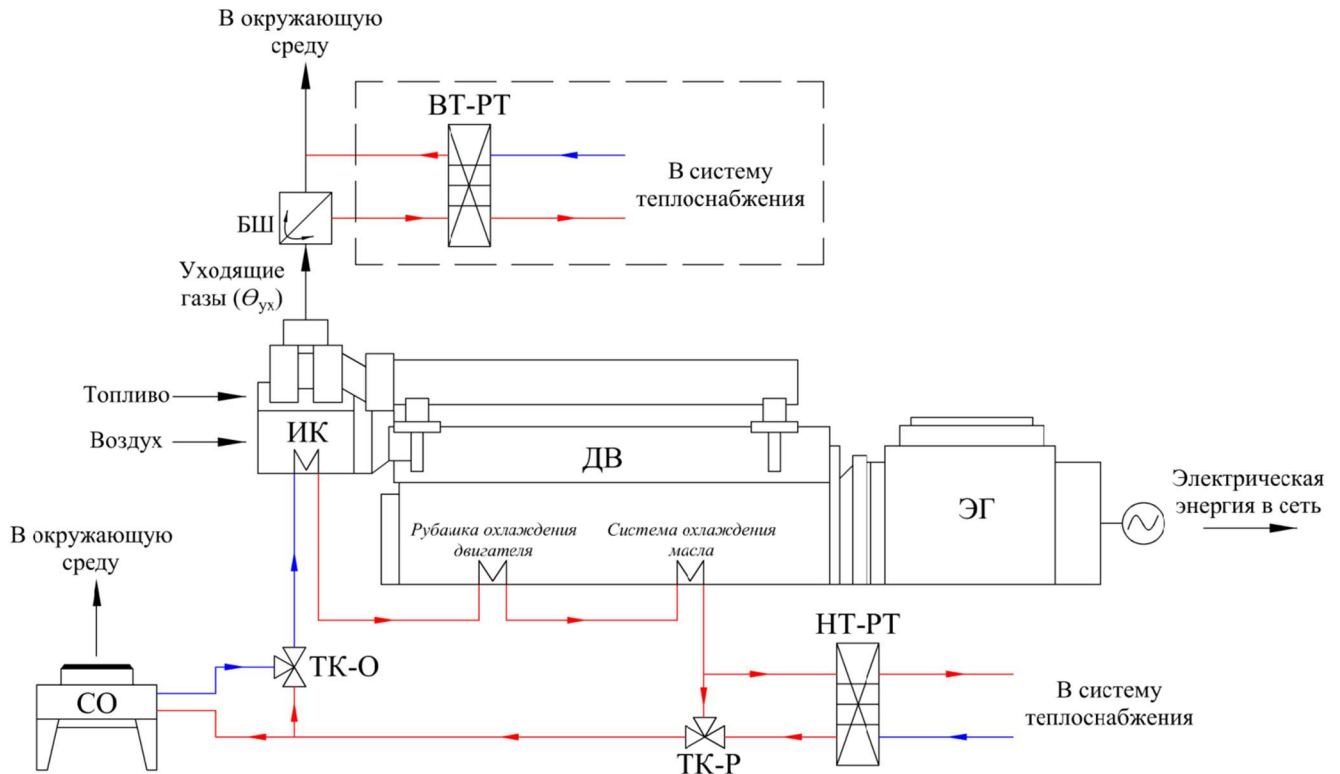 В окружающую
среду
ВТ-РТ
В систему
теплоснабжения
БШ
Уходящие
газы (Θух)
Топливо
Воздух
ИК
ДВ
ЭГ
Электрическая
энергия в сеть
Рубашка охлаждения
двигателя
Система охлаждения
масла
В окружающую
среду
НТ-РТ
ТК-О
СО
В систему
теплоснабжения
ТК-Р